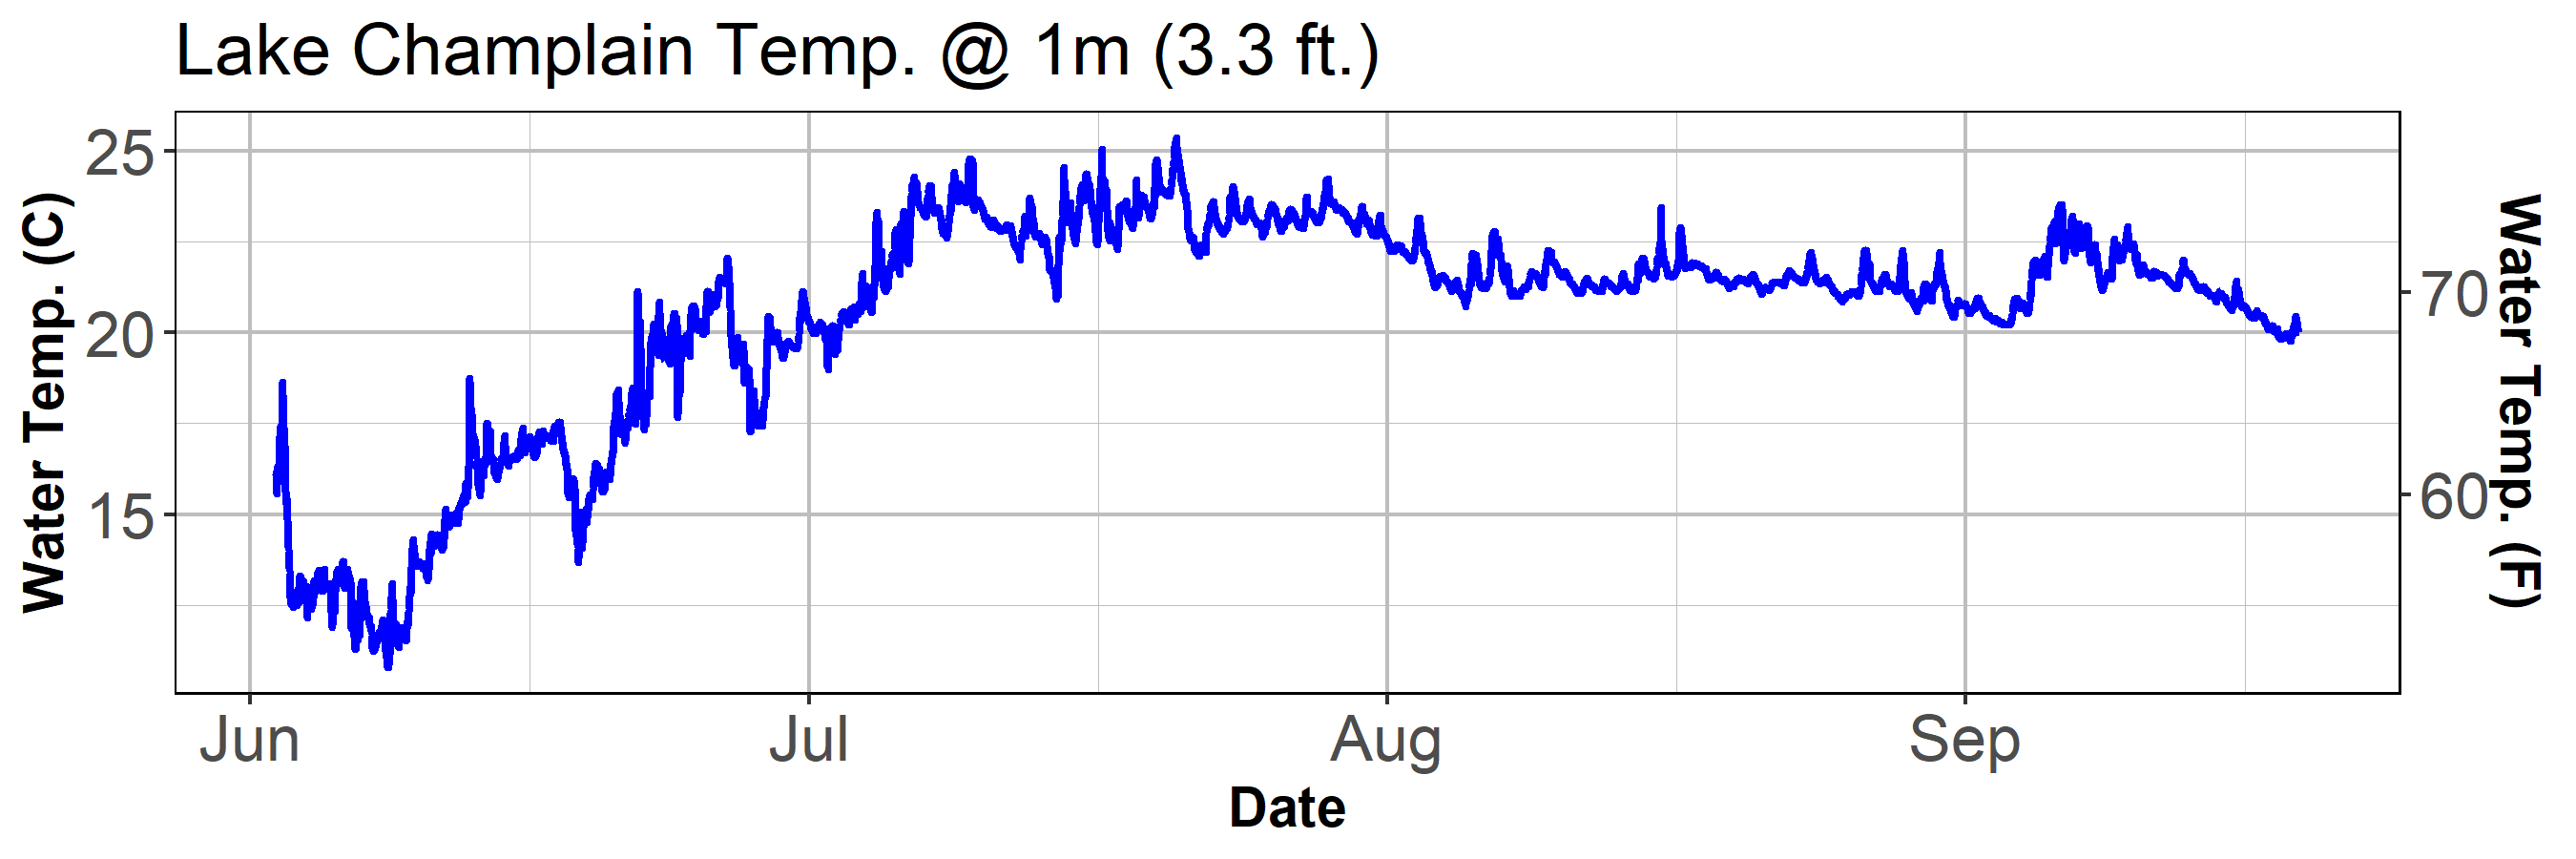 Lake Champlain Temp. @ 1m (3.3 ft.)
Water Temp. (C)
25
20
15
70
60
Water Temp. (F)
Jun Jul Aug Sep
Date